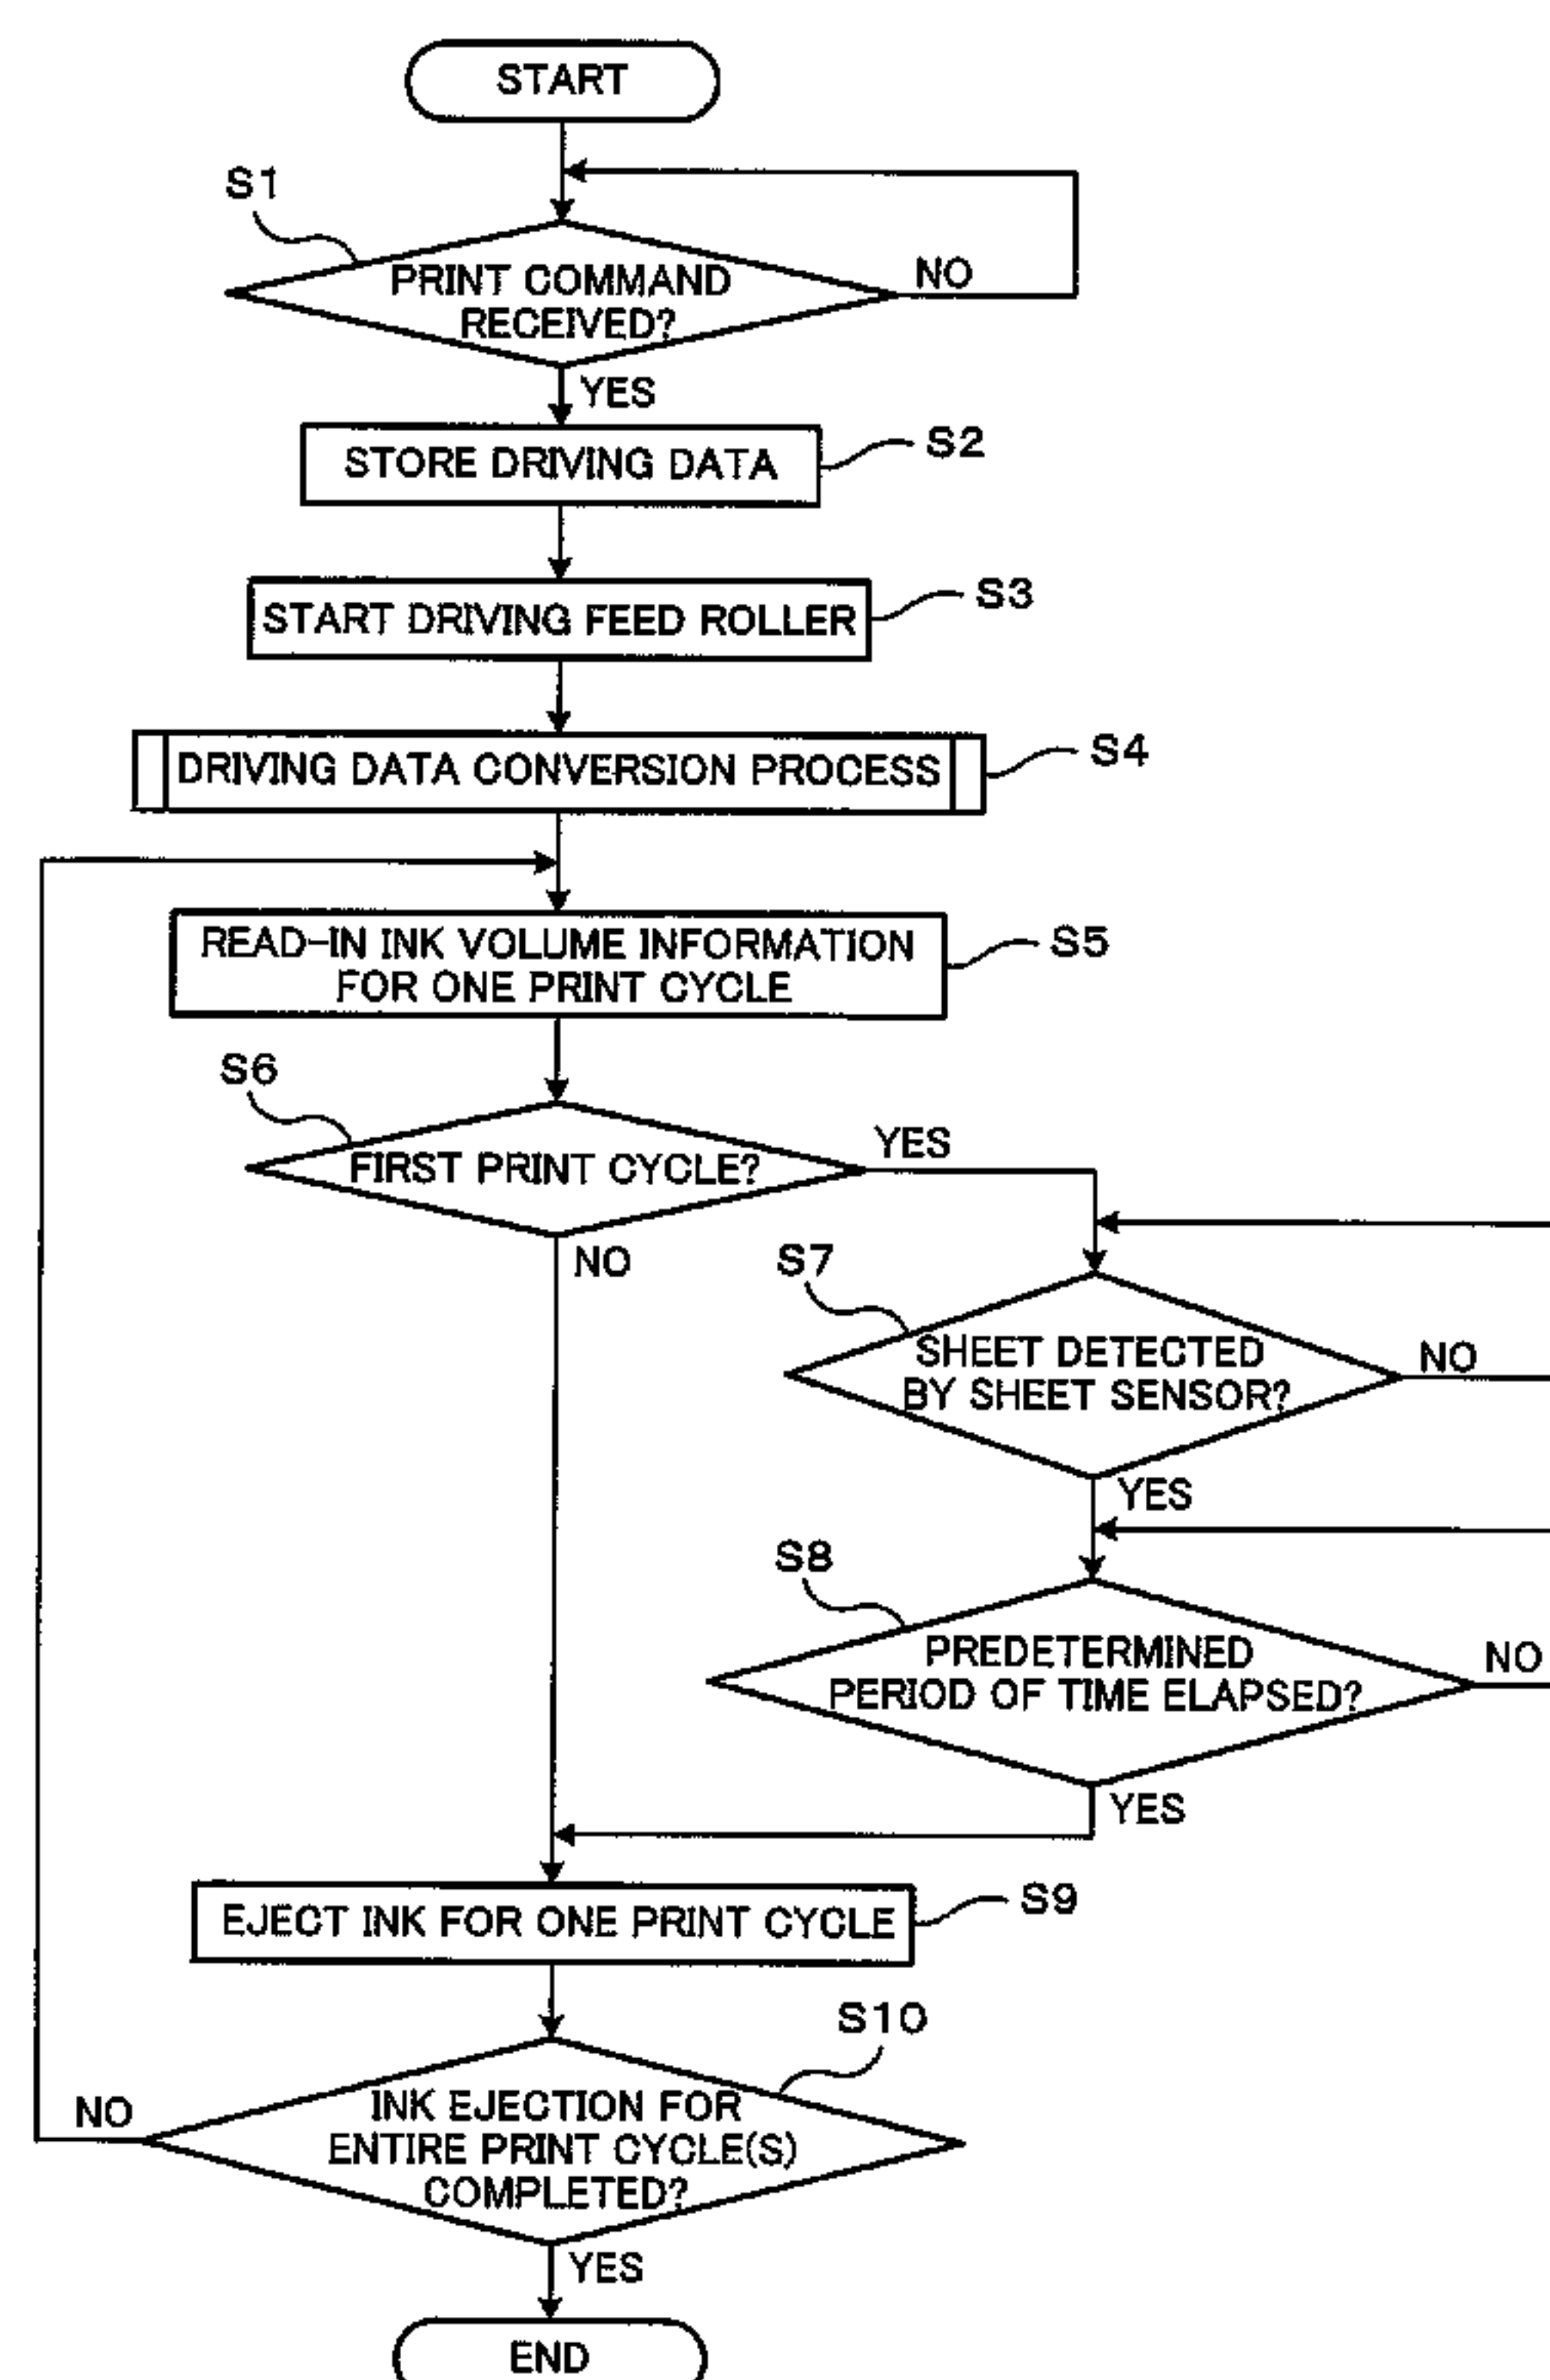 START
S1
PRINT COMMAND
RECEIVED?
NO
YES
STORE DRIVING DATA
S2
START DRIVING FEED ROLLER
S3
DRIVING DATA CONVERSION PROCESS
S4
READ-IN INK VOLUME INFORMATION
FOR ONE PRINT CYCLE
S5
S6
FIRST PRINT CYCLE?
YES
NO
S7
SHEET DETECTED
BY SHEET SENSOR?
NO
YES
S8
PREDETERMINED
PERIOD OF TIME ELAPSED?
NO
YES
EJECT INK FOR ONE PRINT CYCLE
S9
S10
INK EJECTION FOR
ENTIRE PRINT CYCLE(S)
COMPLETED?
NO
YES
END